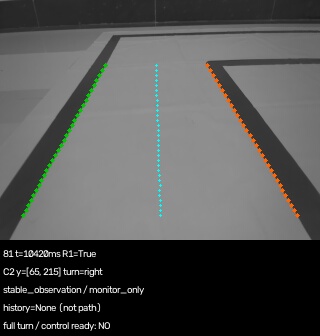 81 t=10420ms R1=True
C2 y=[65, 215] turn=right
stable_observation / monitor_only
history=None (not path)
full turn / control ready: NO